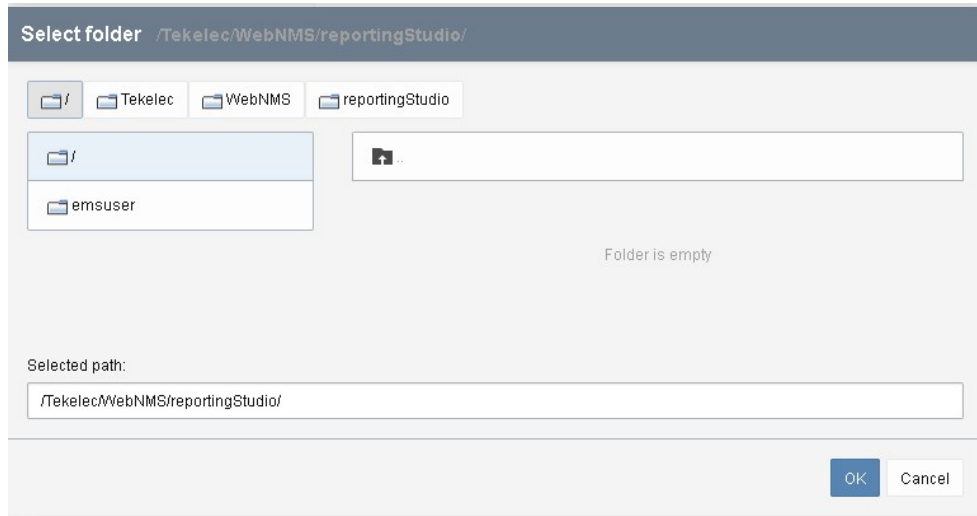 Select folder /Tekelec/WebNMS/reportingStudio/
/ Tekelec WebNMS reportingStudio
/ ..
emsuser
Folder is empty
Selected path:
/Tekelec/WebNMS/reportingStudio/
OK Cancel